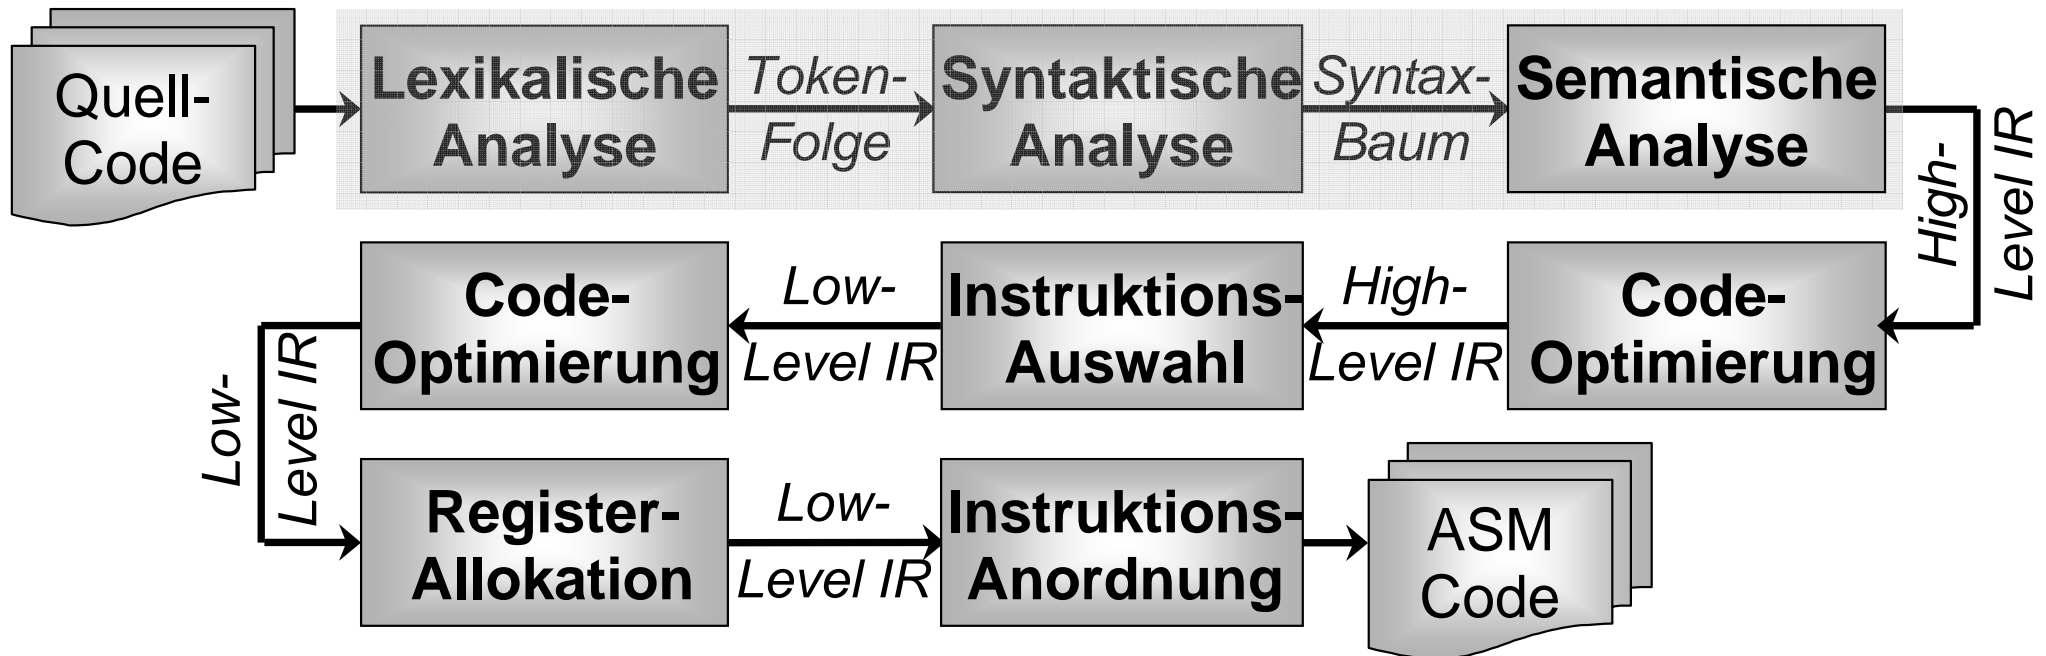 Quell-
Code
Lexikalische
Analyse
Token-
Folge
Syntaktische
Analyse
Syntax-
Baum
Semantische
Analyse
High-
Level IR
Code-
Optimierung
High-
Level IR
Instruktions-
Auswahl
Low-
Level IR
Code-
Optimierung
Low-
Level IR
Register-
Allokation
Low-
Level IR
Instruktions-
Anordnung
ASM
Code